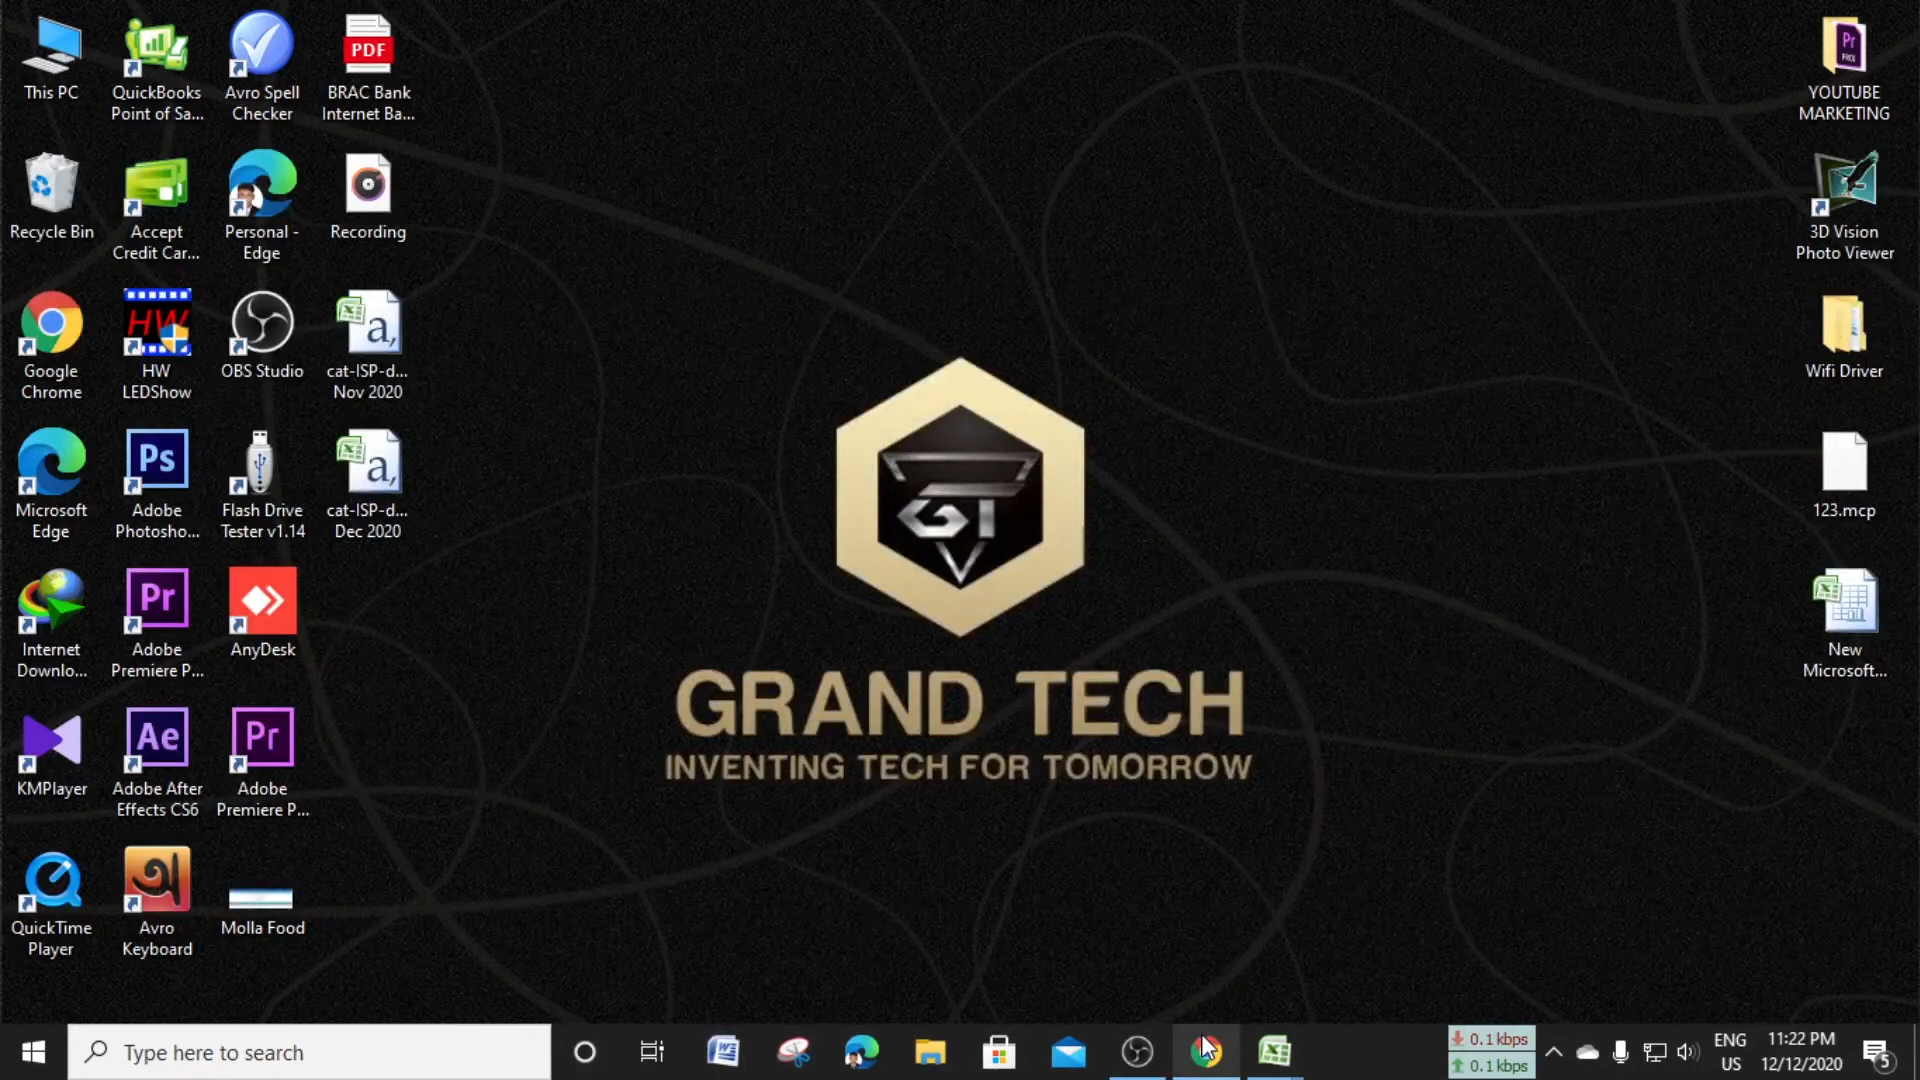 This PC
QuickBooks
Point of Sa...
Avro Spell
Checker
PDF
BRAC Bank
Internet Ba...
Recycle Bin
Accept
Credit Car...
Personal -
Edge
Recording
Google
Chrome
HW
HW
LEDShow
OBS Studio
a,
cat-ISP-d...
Nov 2020
Microsoft
Edge
Ps
Adobe
Photosho...
Flash Drive
Tester v1.14
a,
cat-ISP-d...
Dec 2020
Internet
Downlo...
Pr
Adobe
Premiere P...
AnyDesk
KMPlayer
Ae
Adobe After
Effects CS6
Pr
Adobe
Premiere P...
QuickTime
Player
অ
Avro
Keyboard
Molla Food
GT
GRAND TECH
INVENTING TECH FOR TOMORROW
Pr
PROJ
YOUTUBE
MARKETING
3D Vision
Photo Viewer
Wifi Driver
123.mcp
New
Microsoft...
Type here to search
0.1 kbps
0.1 kbps
ENG
US
11:22 PM
12/12/2020
5